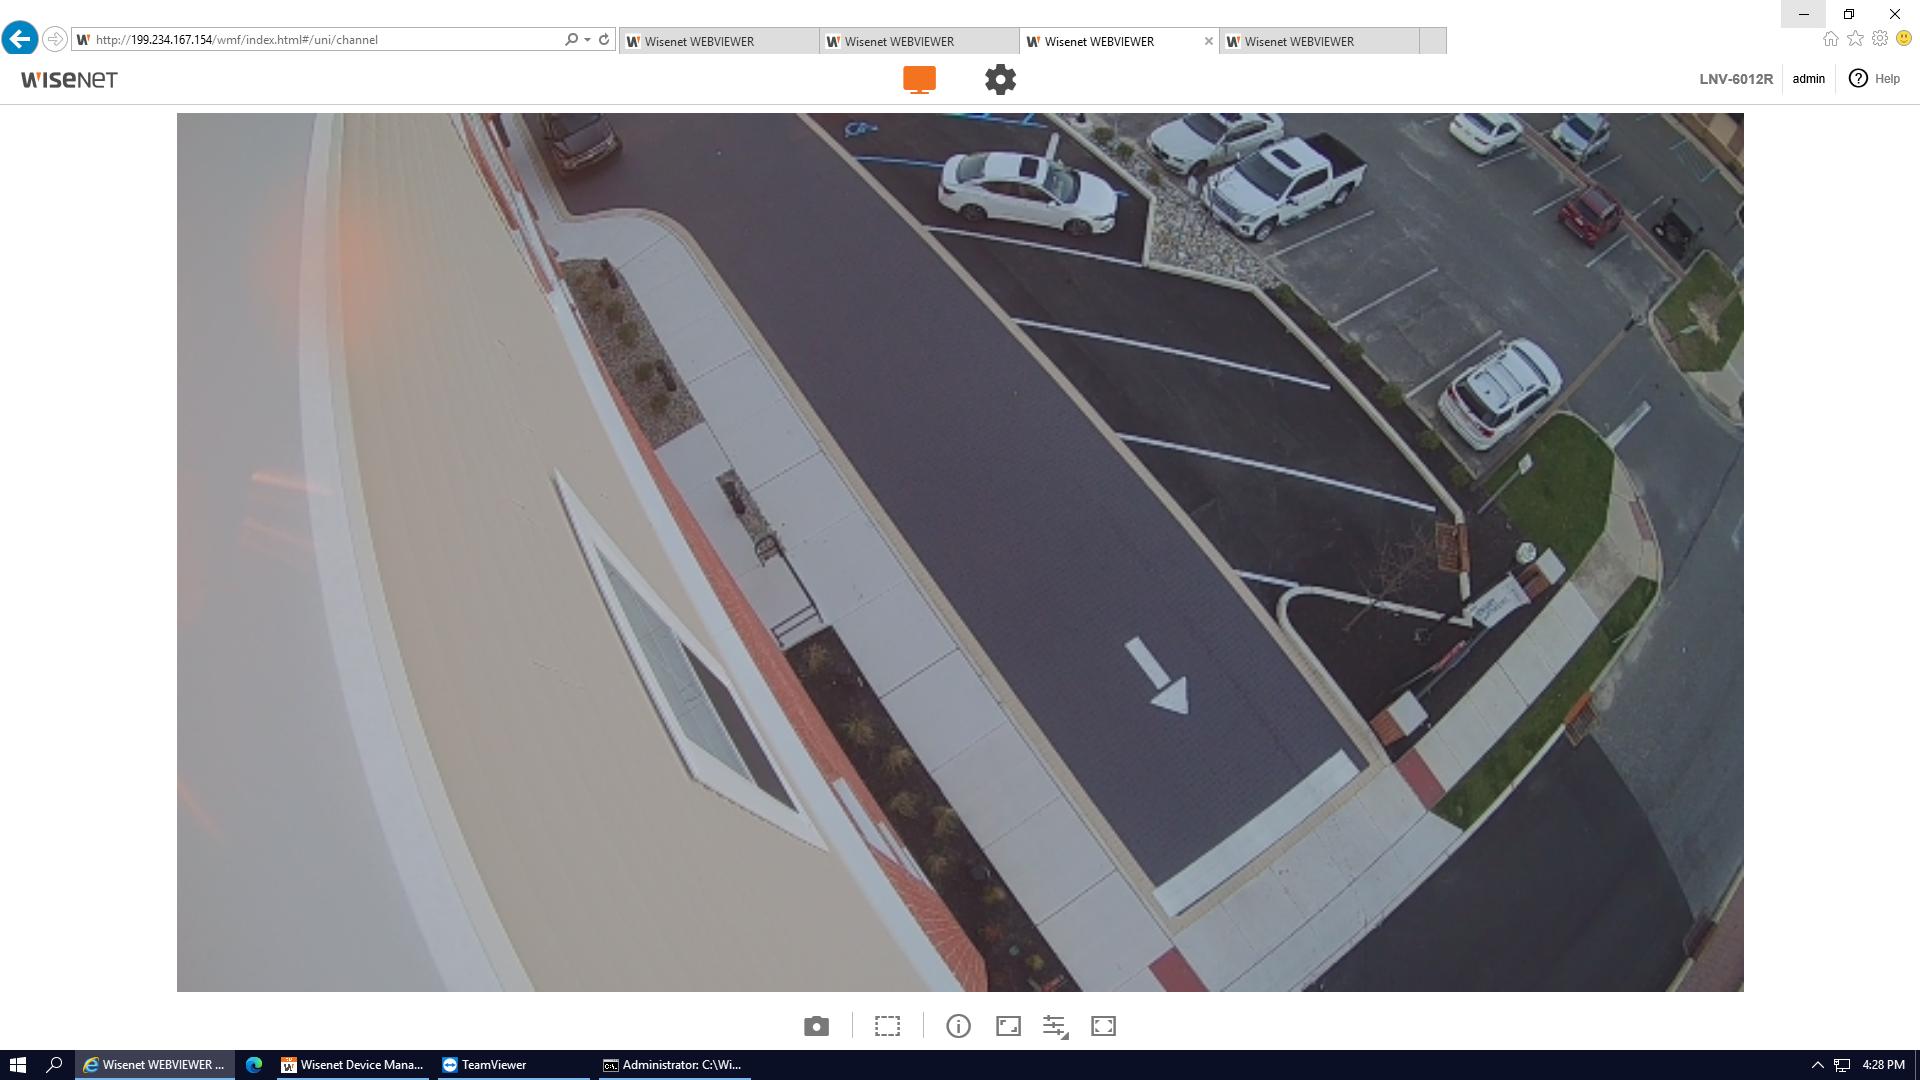 http://199.234.167.154/wmf/index.html#/uni/channel
Wisenet WEBVIEWER
Wisenet WEBVIEWER
Wisenet WEBVIEWER
Wisenet WEBVIEWER
WISENET
LNV-6012R
admin
Help
Wisenet WEBVIEWER ...
Wisenet Device Mana...
TeamViewer
Administrator: C:\Wi...
4:28 PM